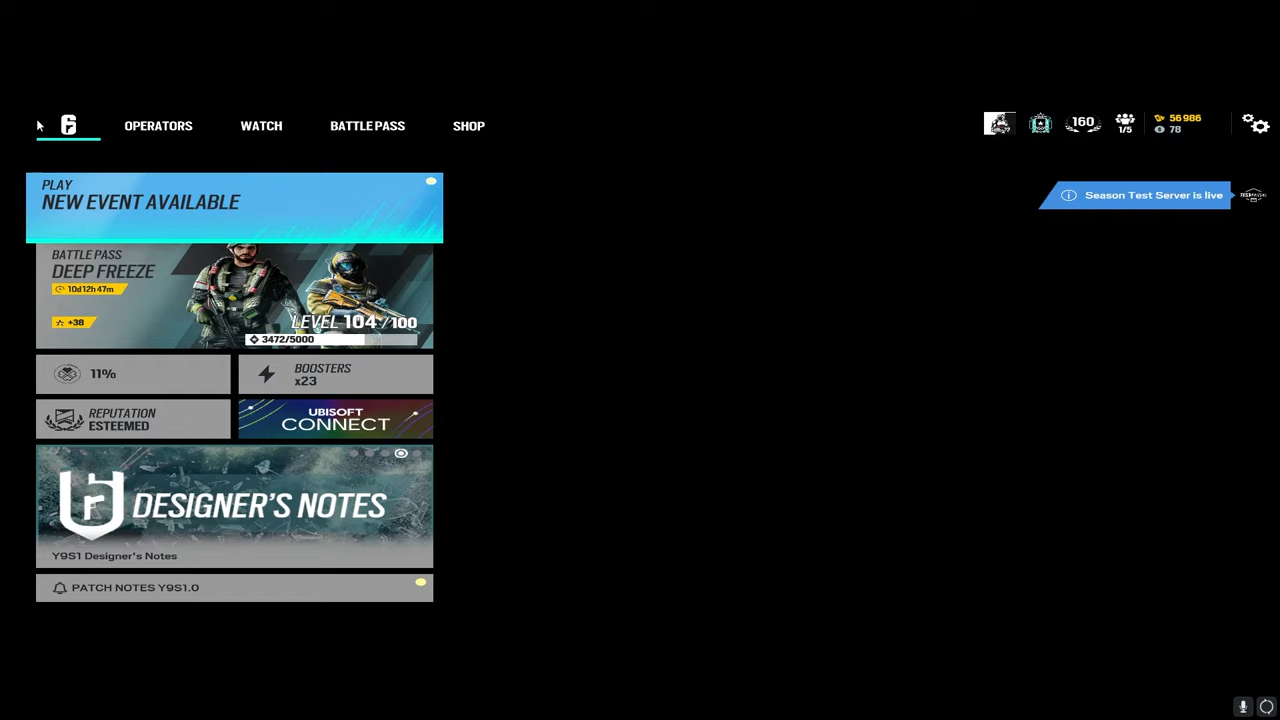 OPERATORS
WATCH
BATTLE PASS
SHOP
160
1/5
56 986
78
PLAY
NEW EVENT AVAILABLE
Season Test Server is live
BATTLE PASS
DEEP FREEZE
10d12h47m
+38
LEVEL 104 / 100
3472/5000
11%
BOOSTERS
x23
REPUTATION
ESTEEMED
UBISOFT
CONNECT
DESIGNER'S NOTES
Y9S1 Designer's Notes
PATCH NOTES Y9S1.0